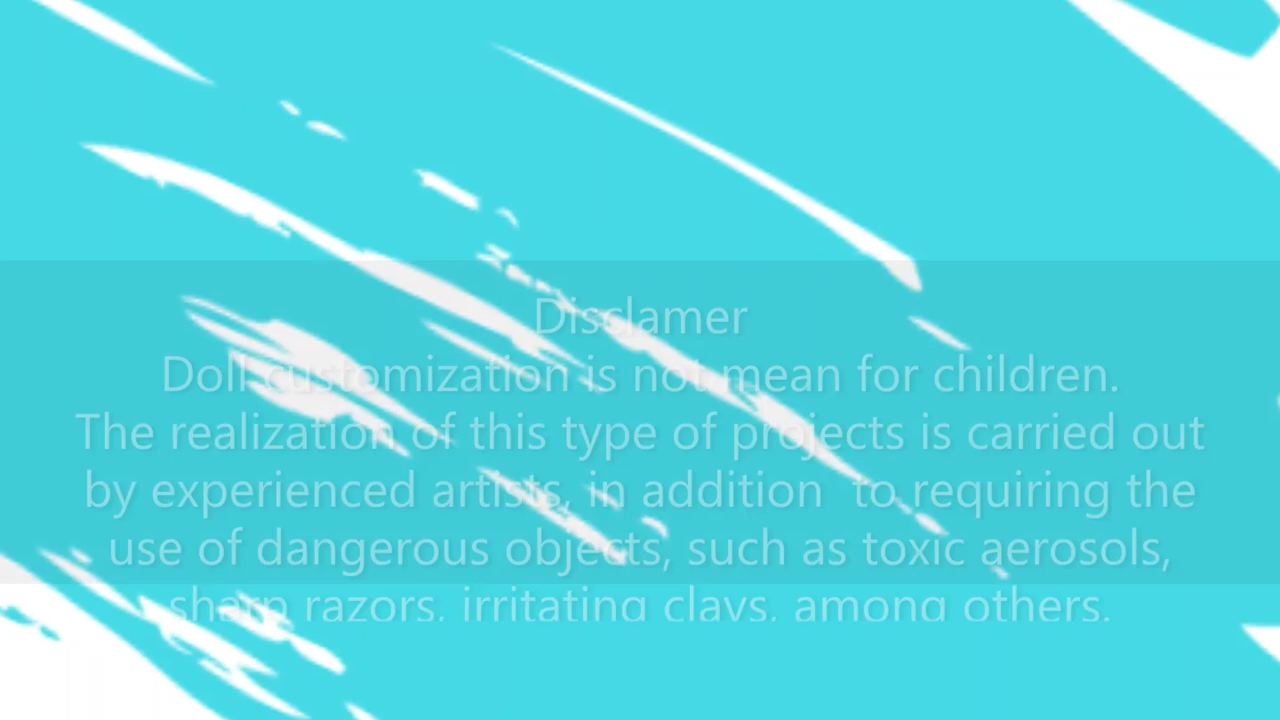 Disclamer
Doll customization is not mean for children.
The realization of this type of projects is carried out
by experienced artists, in addition  to requiring the
use of dangerous objects, such as toxic aerosols,
sharp razors, irritating clays, among others.